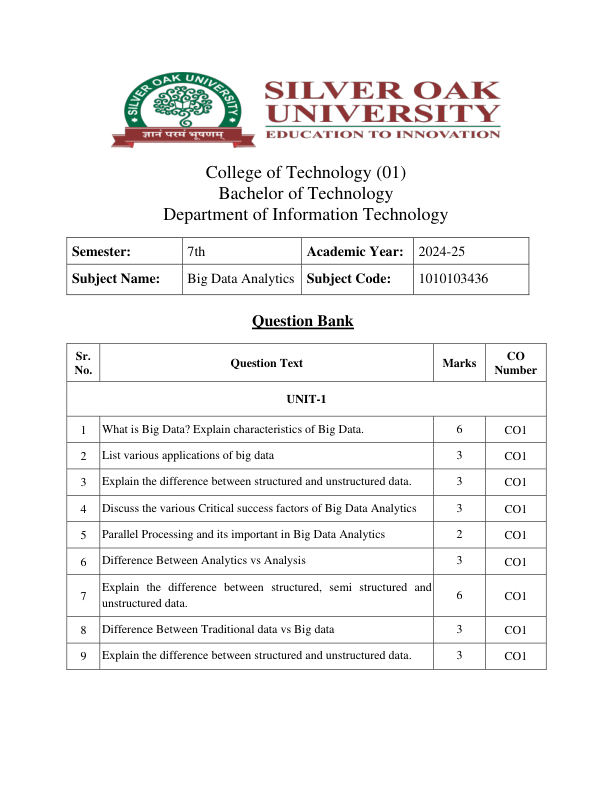 SILVER OAK UNIVERSITY
ज्ञानं परमं भूषणम्
SILVER OAK
UNIVERSITY
EDUCATION TO INNOVATION
College of Technology (01)
Bachelor of Technology
Department of Information Technology
Semester: 7th Academic Year: 2024-25
Subject Name: Big Data Analytics Subject Code: 1010103436
Question Bank
Sr. No. Question Text Marks CO Number
UNIT-1
1 What is Big Data? Explain characteristics of Big Data. 6 CO1
2 List various applications of big data 3 CO1
3 Explain the difference between structured and unstructured data. 3 CO1
4 Discuss the various Critical success factors of Big Data Analytics 3 CO1
5 Parallel Processing and its important in Big Data Analytics 2 CO1
6 Difference Between Analytics vs Analysis 3 CO1
7 Explain the difference between structured, semi structured and
unstructured data. 6 CO1
8 Difference Between Traditional data vs Big data 3 CO1
9 Explain the difference between structured and unstructured data. 3 CO1